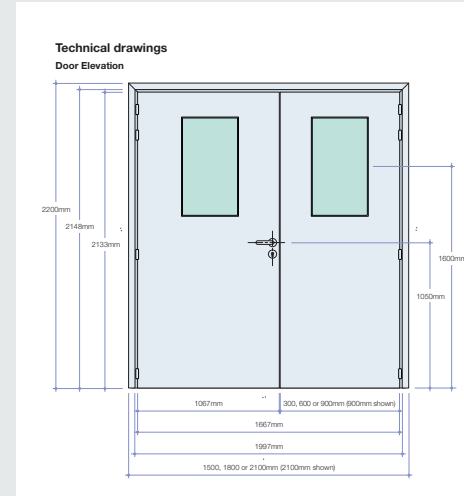 Technical drawings
Door Elevation
2200mm
2148mm
2133mm
1600mm
1050mm
1067mm
300, 600 or 900mm (900mm shown)
1667mm
1997mm
1500, 1800 or 2100mm (2100mm shown)